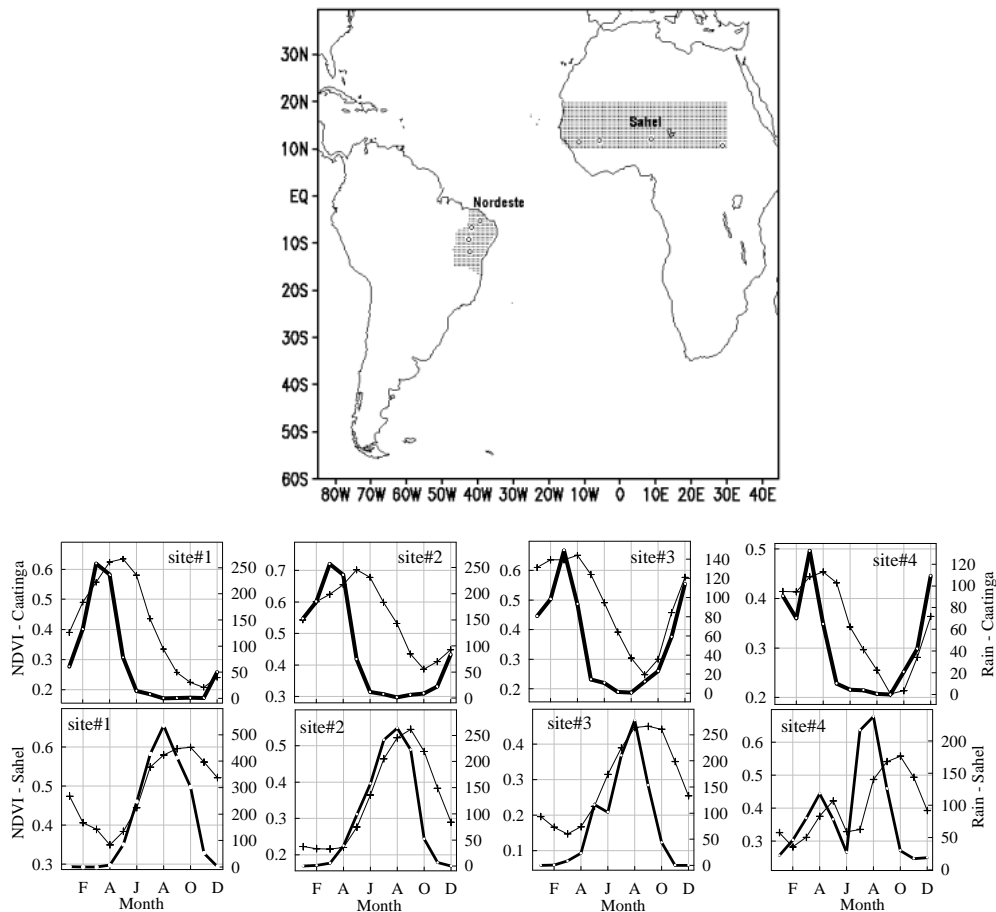 30N
20N
Sahel
10N
EQ
Nordeste
10S
20S
30S
40S
50S
60S
80W 70W 60W 50W 40W 30W 20W 10W 0 10E 20E 30E 40E
NDVI - Caatinga
0.6
0.5
0.4
0.3
0.2
site#1
250
200
150
100
50
0
0.7
0.6
0.5
0.4
0.3
site#2
250
200
150
100
50
0
0.6
0.5
0.4
0.3
0.2
site#3
140
120
100
80
60
40
20
0
0.5
0.4
0.3
0.2
site#4
120
100
80
60
40
20
0
Rain - Caatinga
NDVI - Sahel
0.6
0.5
0.4
0.3
site#1
500
400
300
200
100
0
F A J A O D
Month
0.5
0.4
0.3
0.2
site#2
250
200
150
100
50
0
F A J A O D
Month
0.4
0.3
0.2
0.1
site#3
250
200
150
100
50
0
F A J A O D
Month
0.6
0.5
0.4
0.3
site#4
200
150
100
50
0
Rain - Sahel
F A J A O D
Month